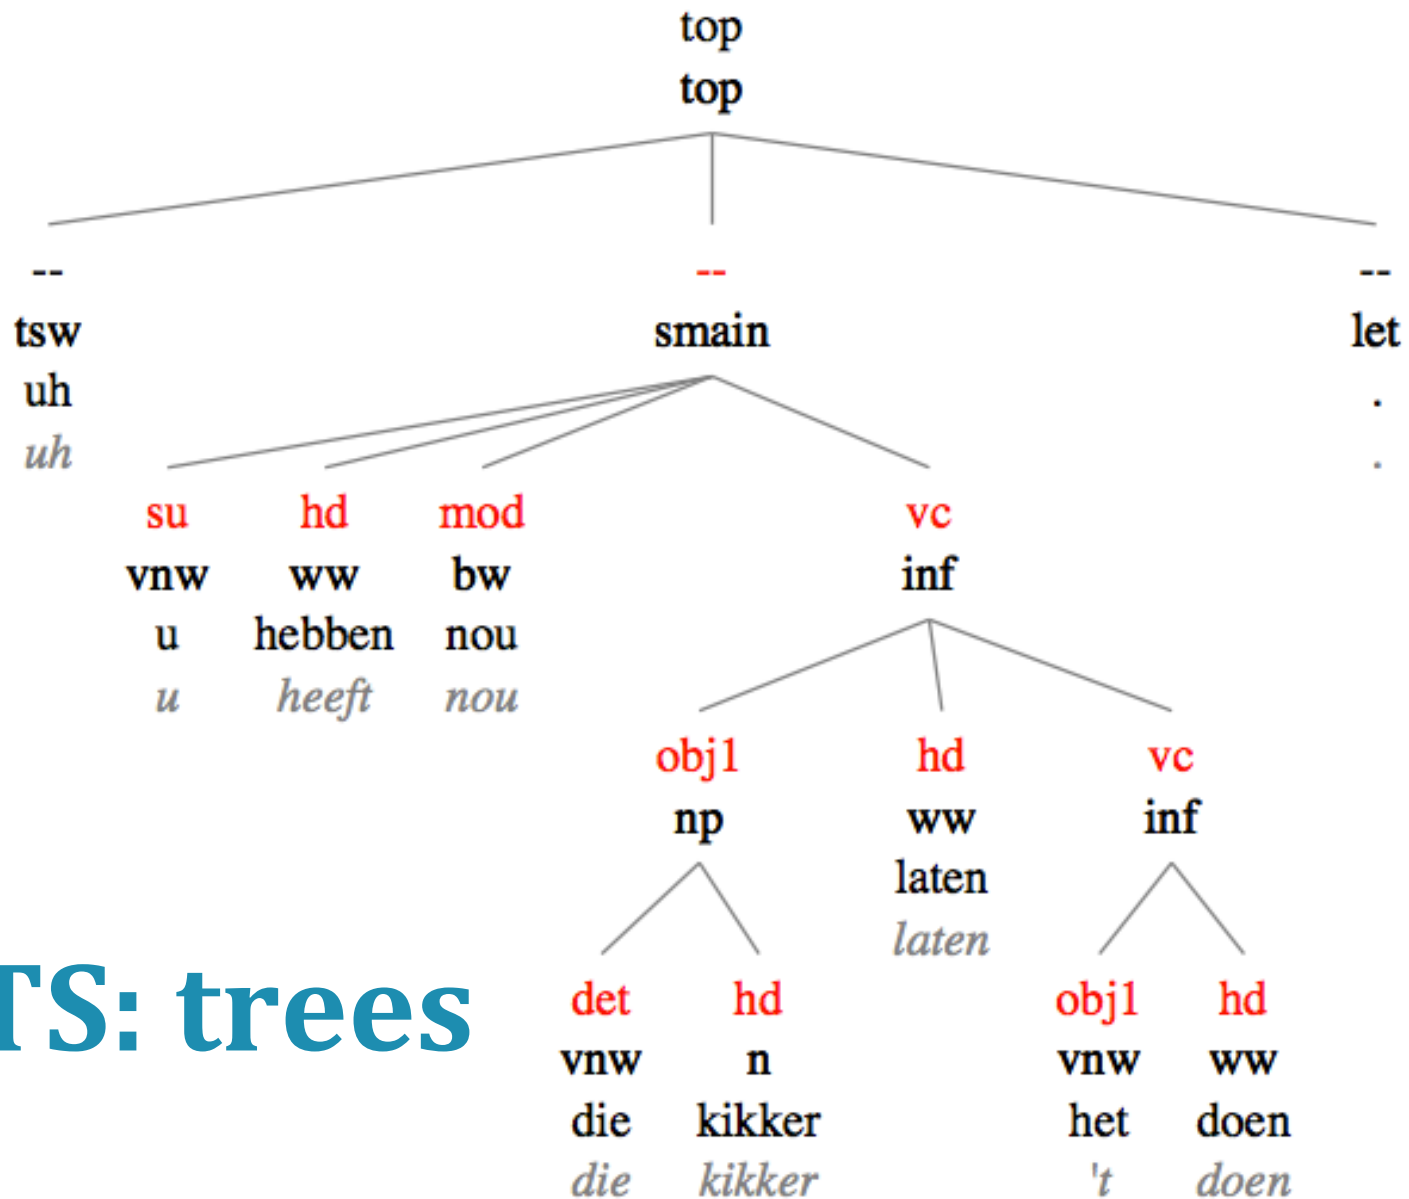 top
top
-- -- --
tsw smain let
uh .
uh .
su hd mod vc
vnw ww bw inf
u hebben nou
u heeft nou
obj1 hd vc
np ww inf
laten
laten
TS: trees
det hd obj1 hd
vnw n vnw ww
die kikker het doen
die kikker 't doen